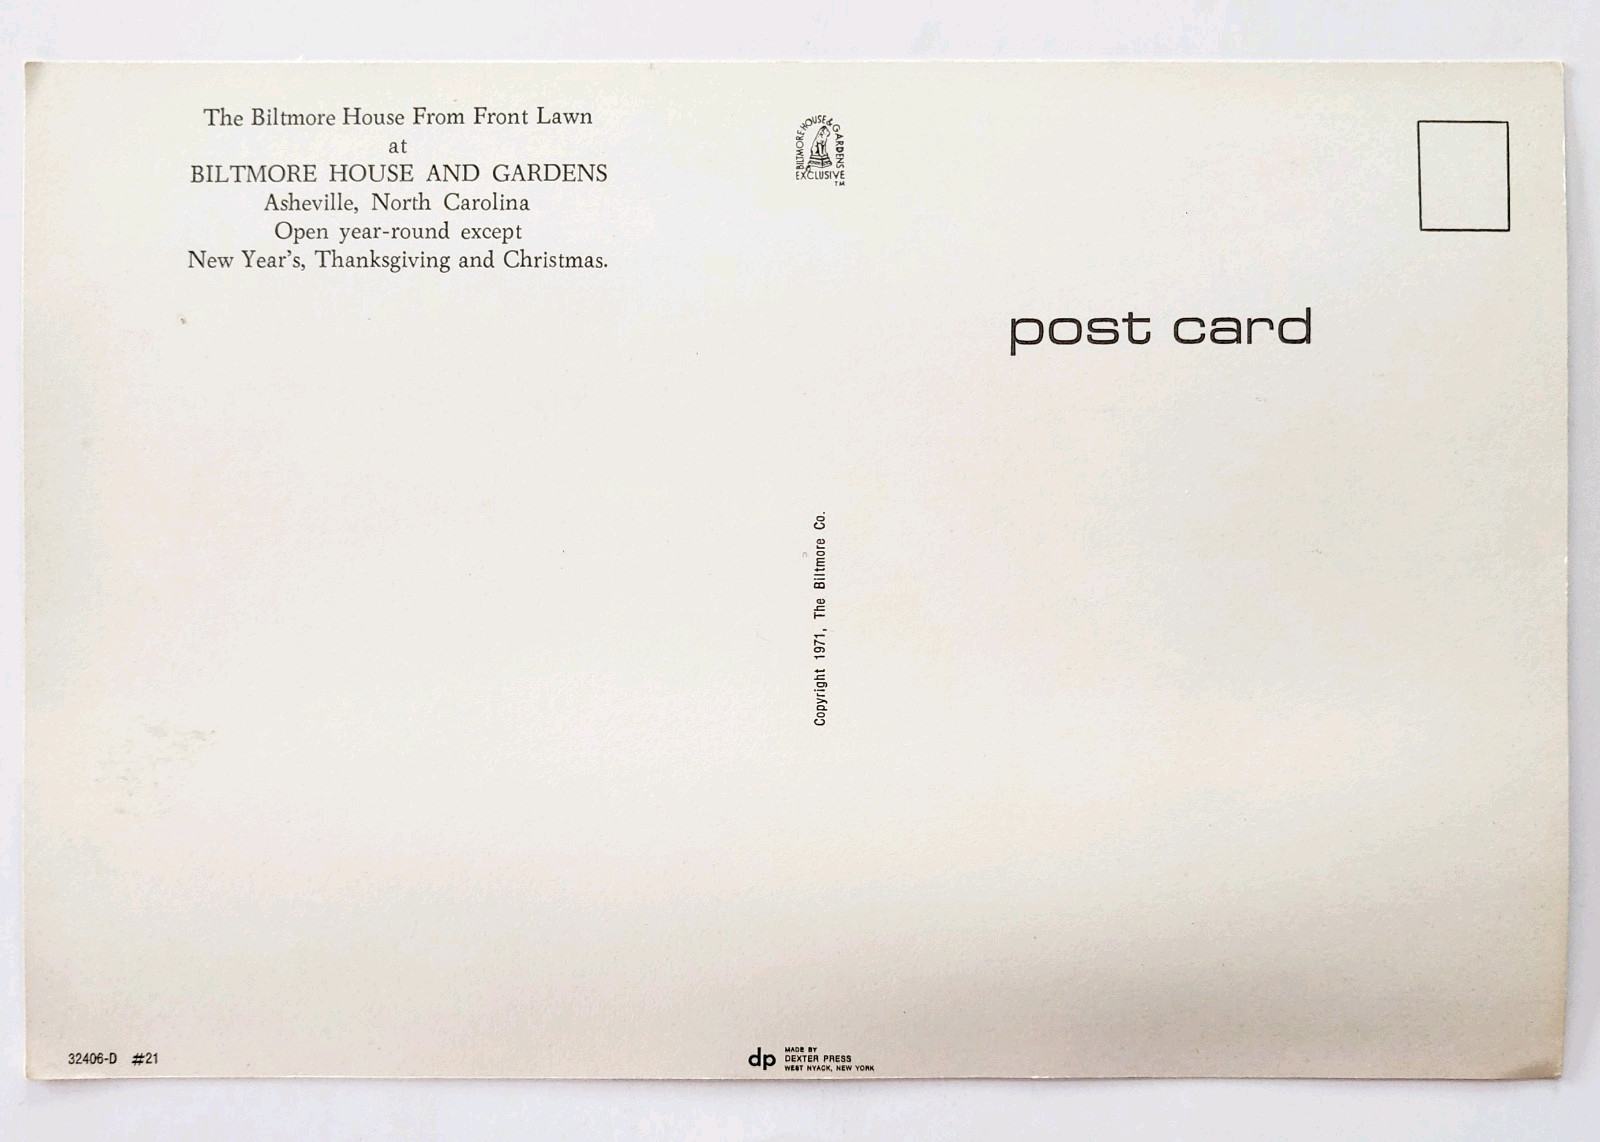 The Biltmore House From Front Lawn
at
BILTMORE HOUSE AND GARDENS
Asheville, North Carolina
Open year-round except
New Year's, Thanksgiving and Christmas.
BILTMORE HOUSE & GARDENS
EXCLUSIVE
TM
post card
Copyright 1971, The Biltmore Co.
32406-D #21
dp
MADE BY
DEXTER PRESS
WEST NYACK, NEW YORK